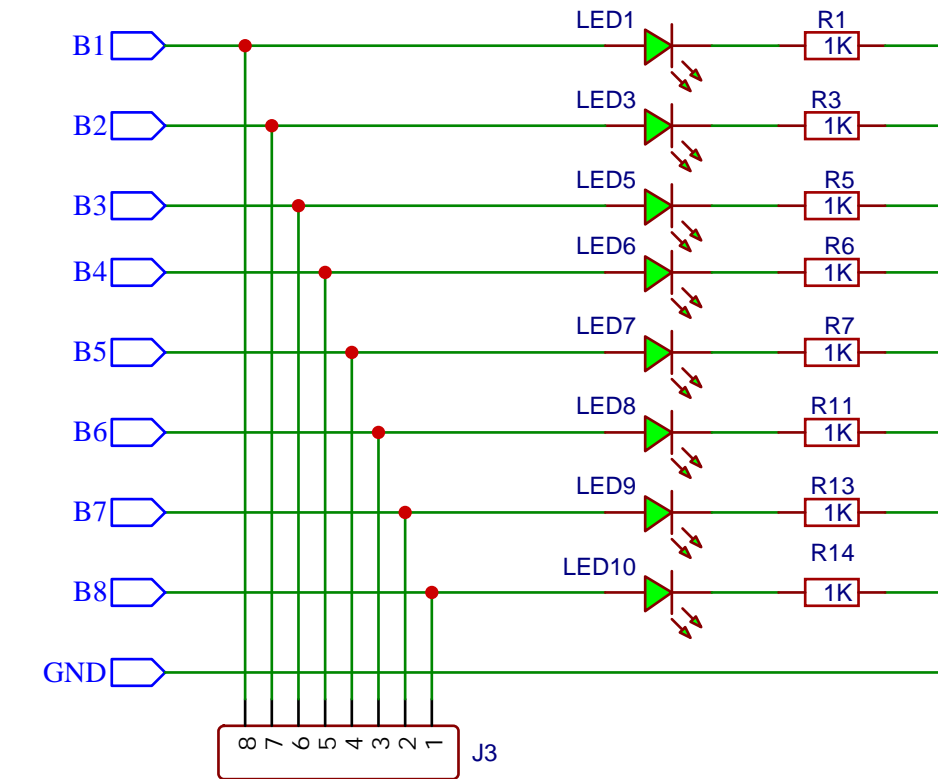 LED1 R1
B1 1K
LED3 R3
B2 1K
LED5 R5
B3 1K
LED6 R6
B4 1K
LED7 R7
B5 1K
LED8 R11
B6 1K
LED9 R13
B7 1K
LED10 R14
B8 1K
GND
8 7 6 5 4 3 2 1 J3